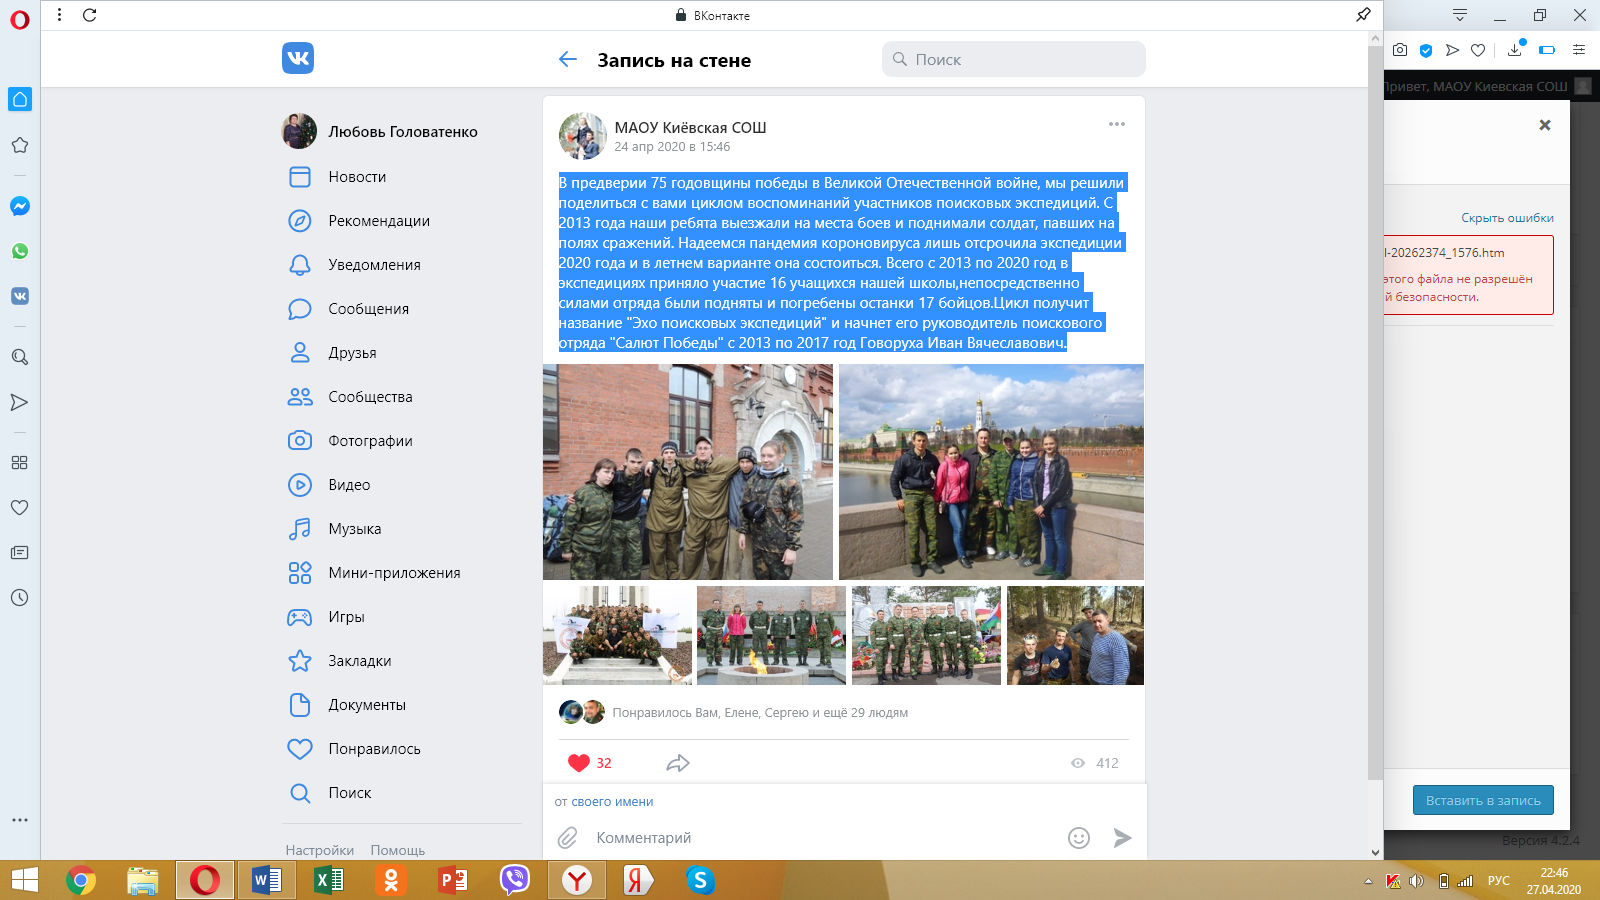 ВКонтакте
Запись на стене
Поиск
Привет, МАОУ Киевская СОШ
Любовь Головатенко
Новости
Рекомендации
Уведомления
Сообщения
Друзья
Сообщества
Фотографии
Видео
Музыка
Мини-приложения
Игры
Закладки
Документы
Понравилось
Поиск
Настройки Помощь
МАОУ Киёвская СОШ
24 апр 2020 в 15:46
В предверии 75 годовщины победы в Великой Отечественной войне, мы решили
поделиться с вами циклом воспоминаний участников поисковых экспедиций. С
2013 года наши ребята выезжали на места боев и поднимали солдат, павших на
полях сражений. Надеемся пандемия короновируса лишь отсрочила экспедиции
2020 года и в летнем варианте она состоиться. Всего с 2013 по 2020 год в
экспедициях приняло участие 16 учащихся нашей школы,непосредственно
силами отряда были подняты и погребены останки 17 бойцов.Цикл получит
название "Эхо поисковых экспедиций" и начнет его руководитель поискового
отряда "Салют Победы" с 2013 по 2017 год Говоруха Иван Вячеславович.
Понравилось Вам, Елене, Сергею и ещё 29 людям
32
412
от своего имени
Комментарий
Скрыть ошибки
-20262374_1576.htm
этого файла не разрешён
й безопасности.
Вставить в запись
Версия 4.2.4
РУС
22:46
27.04.2020